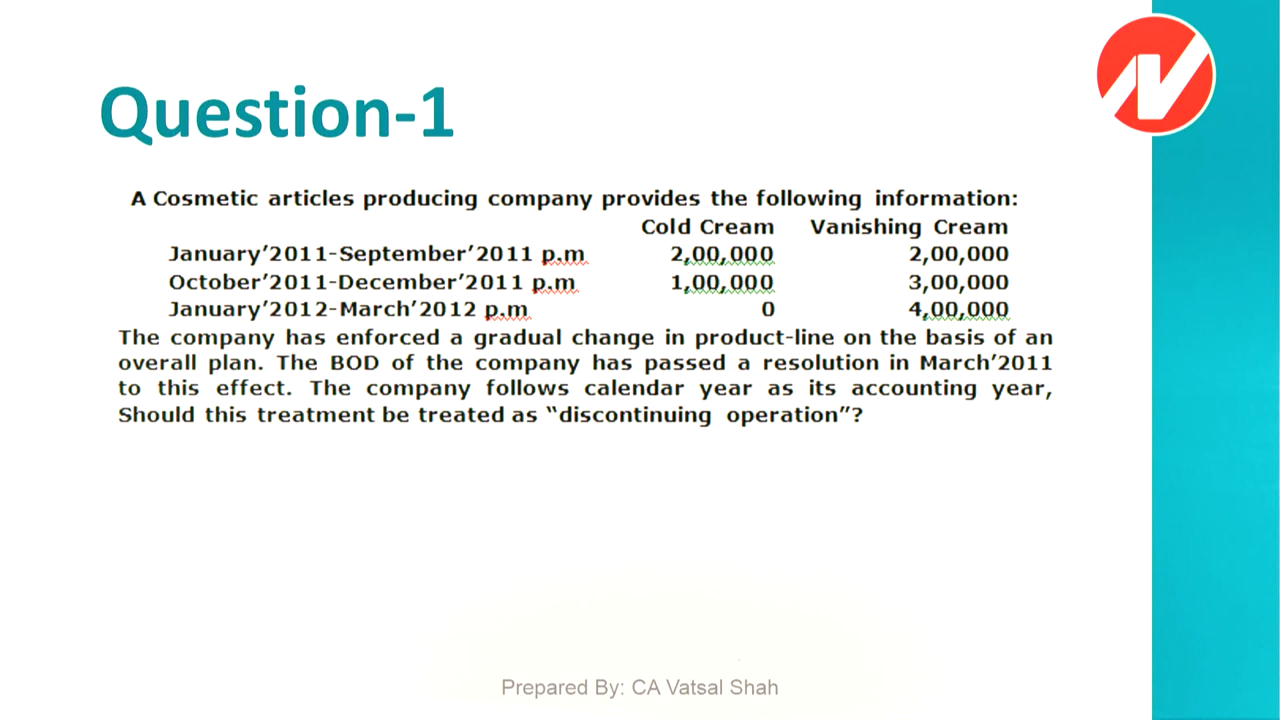 Question-1
A Cosmetic articles producing company provides the following information:
Cold Cream Vanishing Cream
January’2011-September’2011 p.m 2,00,000 2,00,000
October’2011-December’2011 p.m 1,00,000 3,00,000
January’2012-March’2012 p.m 0 4,00,000
The company has enforced a gradual change in product-line on the basis of an
overall plan. The BOD of the company has passed a resolution in March’2011
to this effect. The company follows calendar year as its accounting year,
Should this treatment be treated as “discontinuing operation”?
Prepared By: CA Vatsal Shah